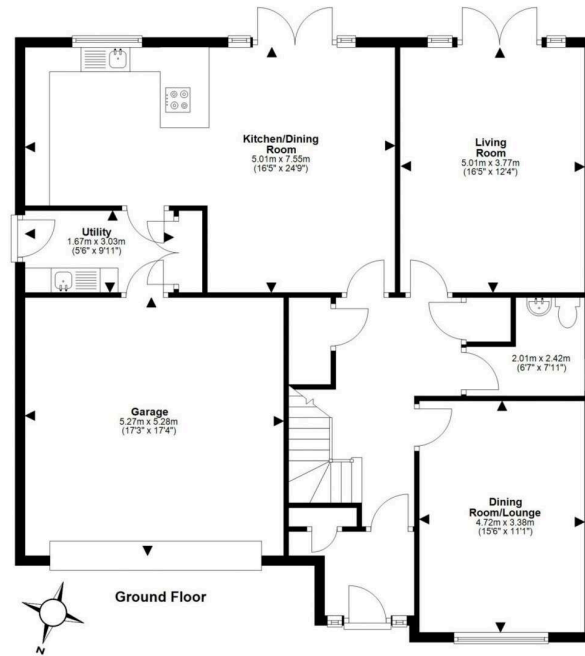 Kitchen/Dining
Room
5.01m x 7.55m
(16'5" x 24'9")
Living
Room
5.01m x 3.77m
(16'5" x 12'4")
Utility
1.67m x 3.03m
(5'6" x 9'11")
2.01m x 2.42m
(6'7" x 7'11")
Garage
5.27m x 5.28m
(17'3" x 17'4")
Dining
Room/Lounge
4.72m x 3.38m
(15'6" x 11'1")
Ground Floor
N